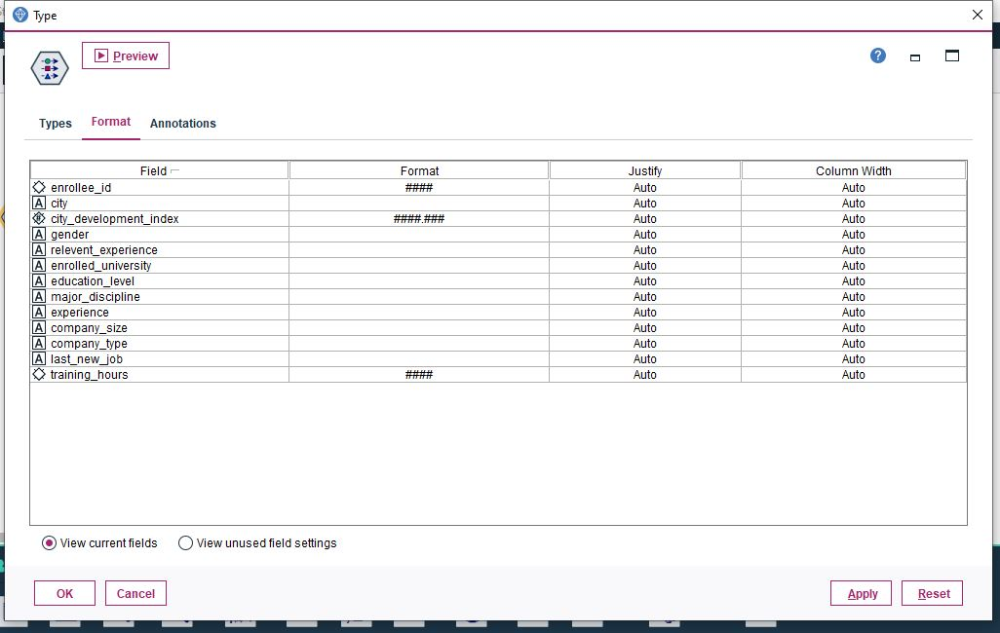 Type
Preview
?
Types Format Annotations
Field Format Justify Column Width
enrollee_id #### Auto Auto
A city Auto Auto
# city_development_index ####.### Auto Auto
A gender Auto Auto
A relevent_experience Auto Auto
A enrolled_university Auto Auto
A education_level Auto Auto
A major_discipline Auto Auto
A experience Auto Auto
A company_size Auto Auto
A company_type Auto Auto
A last_new_job Auto Auto
training_hours #### Auto Auto
View current fields View unused field settings
OK Cancel Apply Reset